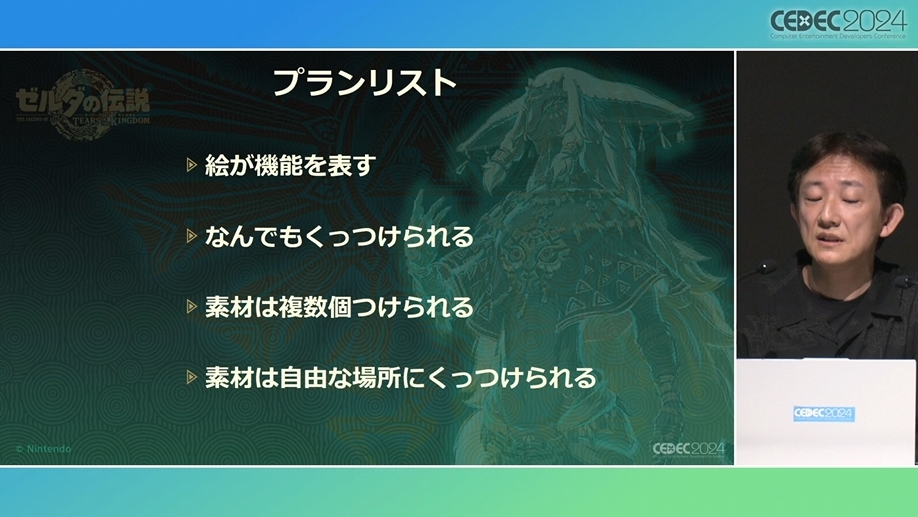 CEDEC2024
Computer Entertainment Developers Conference
ゼルダの伝説
TEARS OF THE KINGDOM
プランリスト
絵が機能を表す
なんでもくっつけられる
素材は複数個つけられる
素材は自由な場所にくっつけられる
© Nintendo
CEDEC2024
CEDEC2024